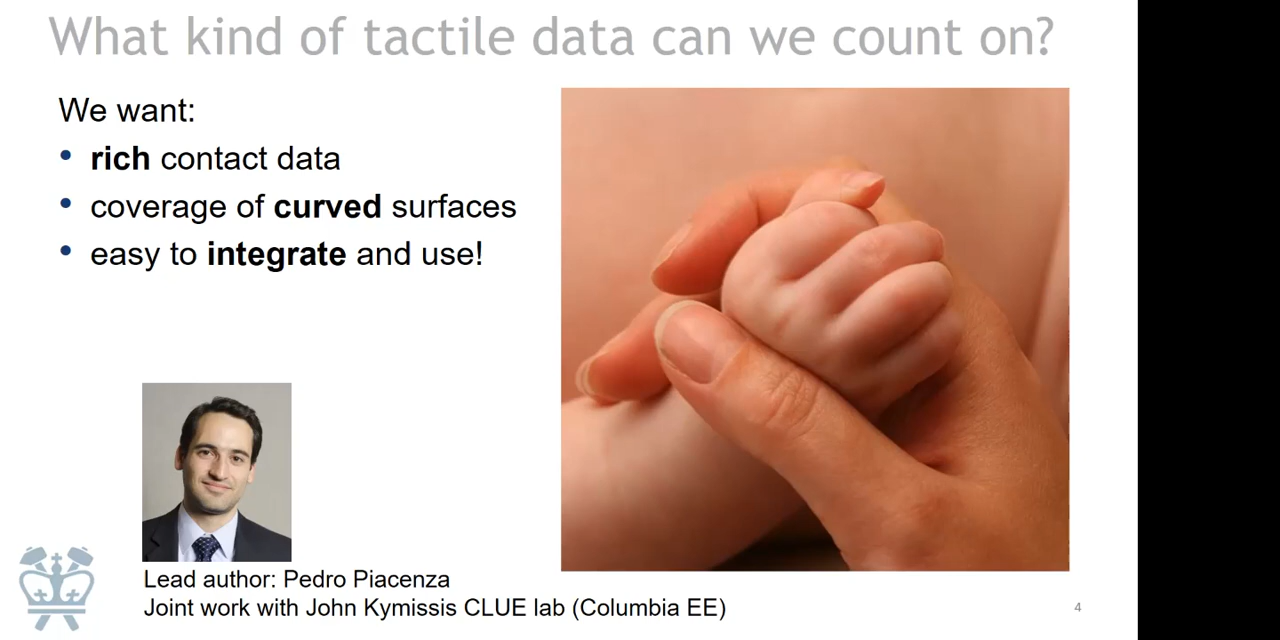 What kind of tactile data can we count on?
We want:
• rich contact data
• coverage of curved surfaces
• easy to integrate and use!
Lead author: Pedro Piacenza
Joint work with John Kymissis CLUE lab (Columbia EE)
4